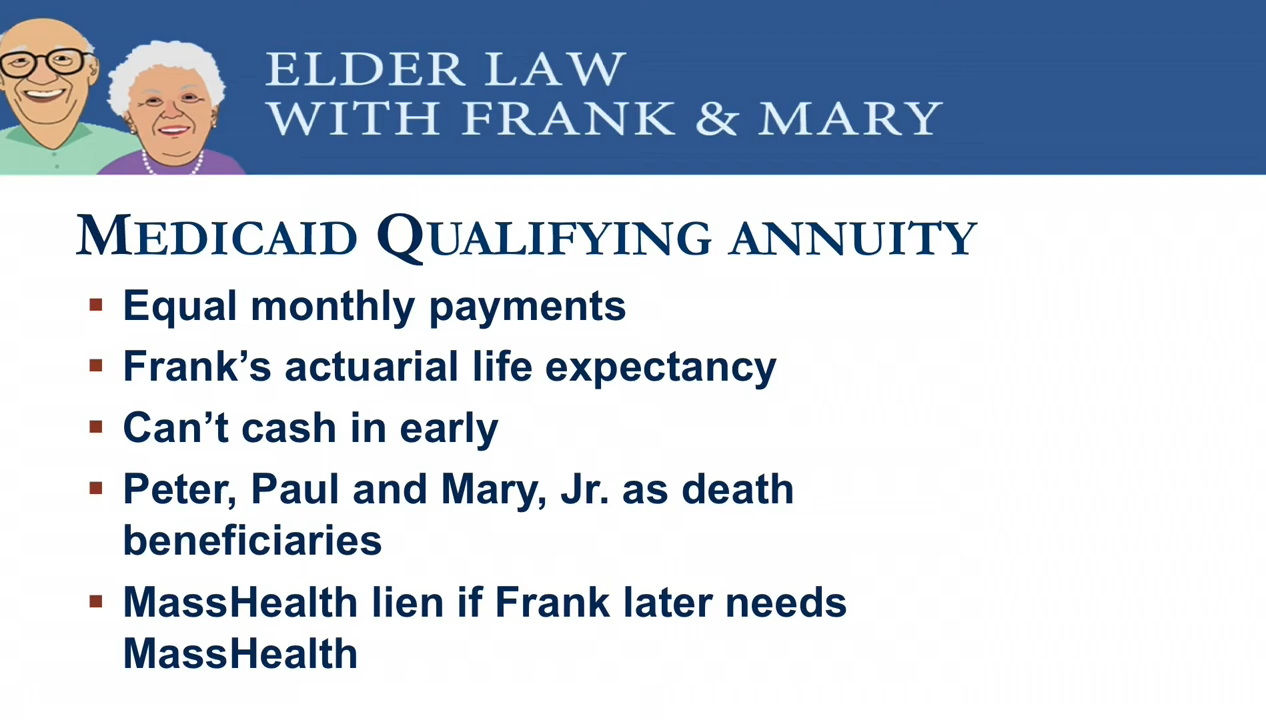 ELDER LAW
WITH FRANK & MARY
MEDICAID QUALIFYING ANNUITY
▪ Equal monthly payments
▪ Frank’s actuarial life expectancy
▪ Can’t cash in early
▪ Peter, Paul and Mary, Jr. as death
beneficiaries
▪ MassHealth lien if Frank later needs
MassHealth